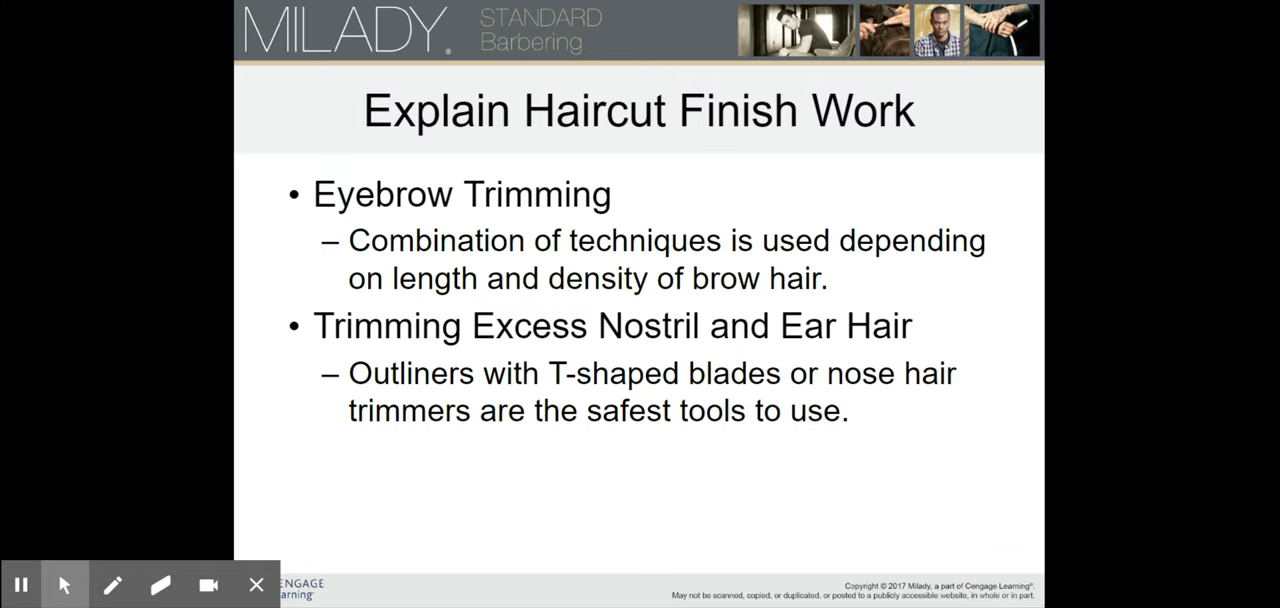 MILADY®
STANDARD
Barbering
Explain Haircut Finish Work
• Eyebrow Trimming
– Combination of techniques is used depending
on length and density of brow hair.
• Trimming Excess Nostril and Ear Hair
– Outliners with T-shaped blades or nose hair
trimmers are the safest tools to use.
ENGAGE
arning®
Copyright © 2017 Milady, a part of Cengage Learning®.
May not be scanned, copied, or duplicated, or posted to a publicly accessible website, in whole or in part.